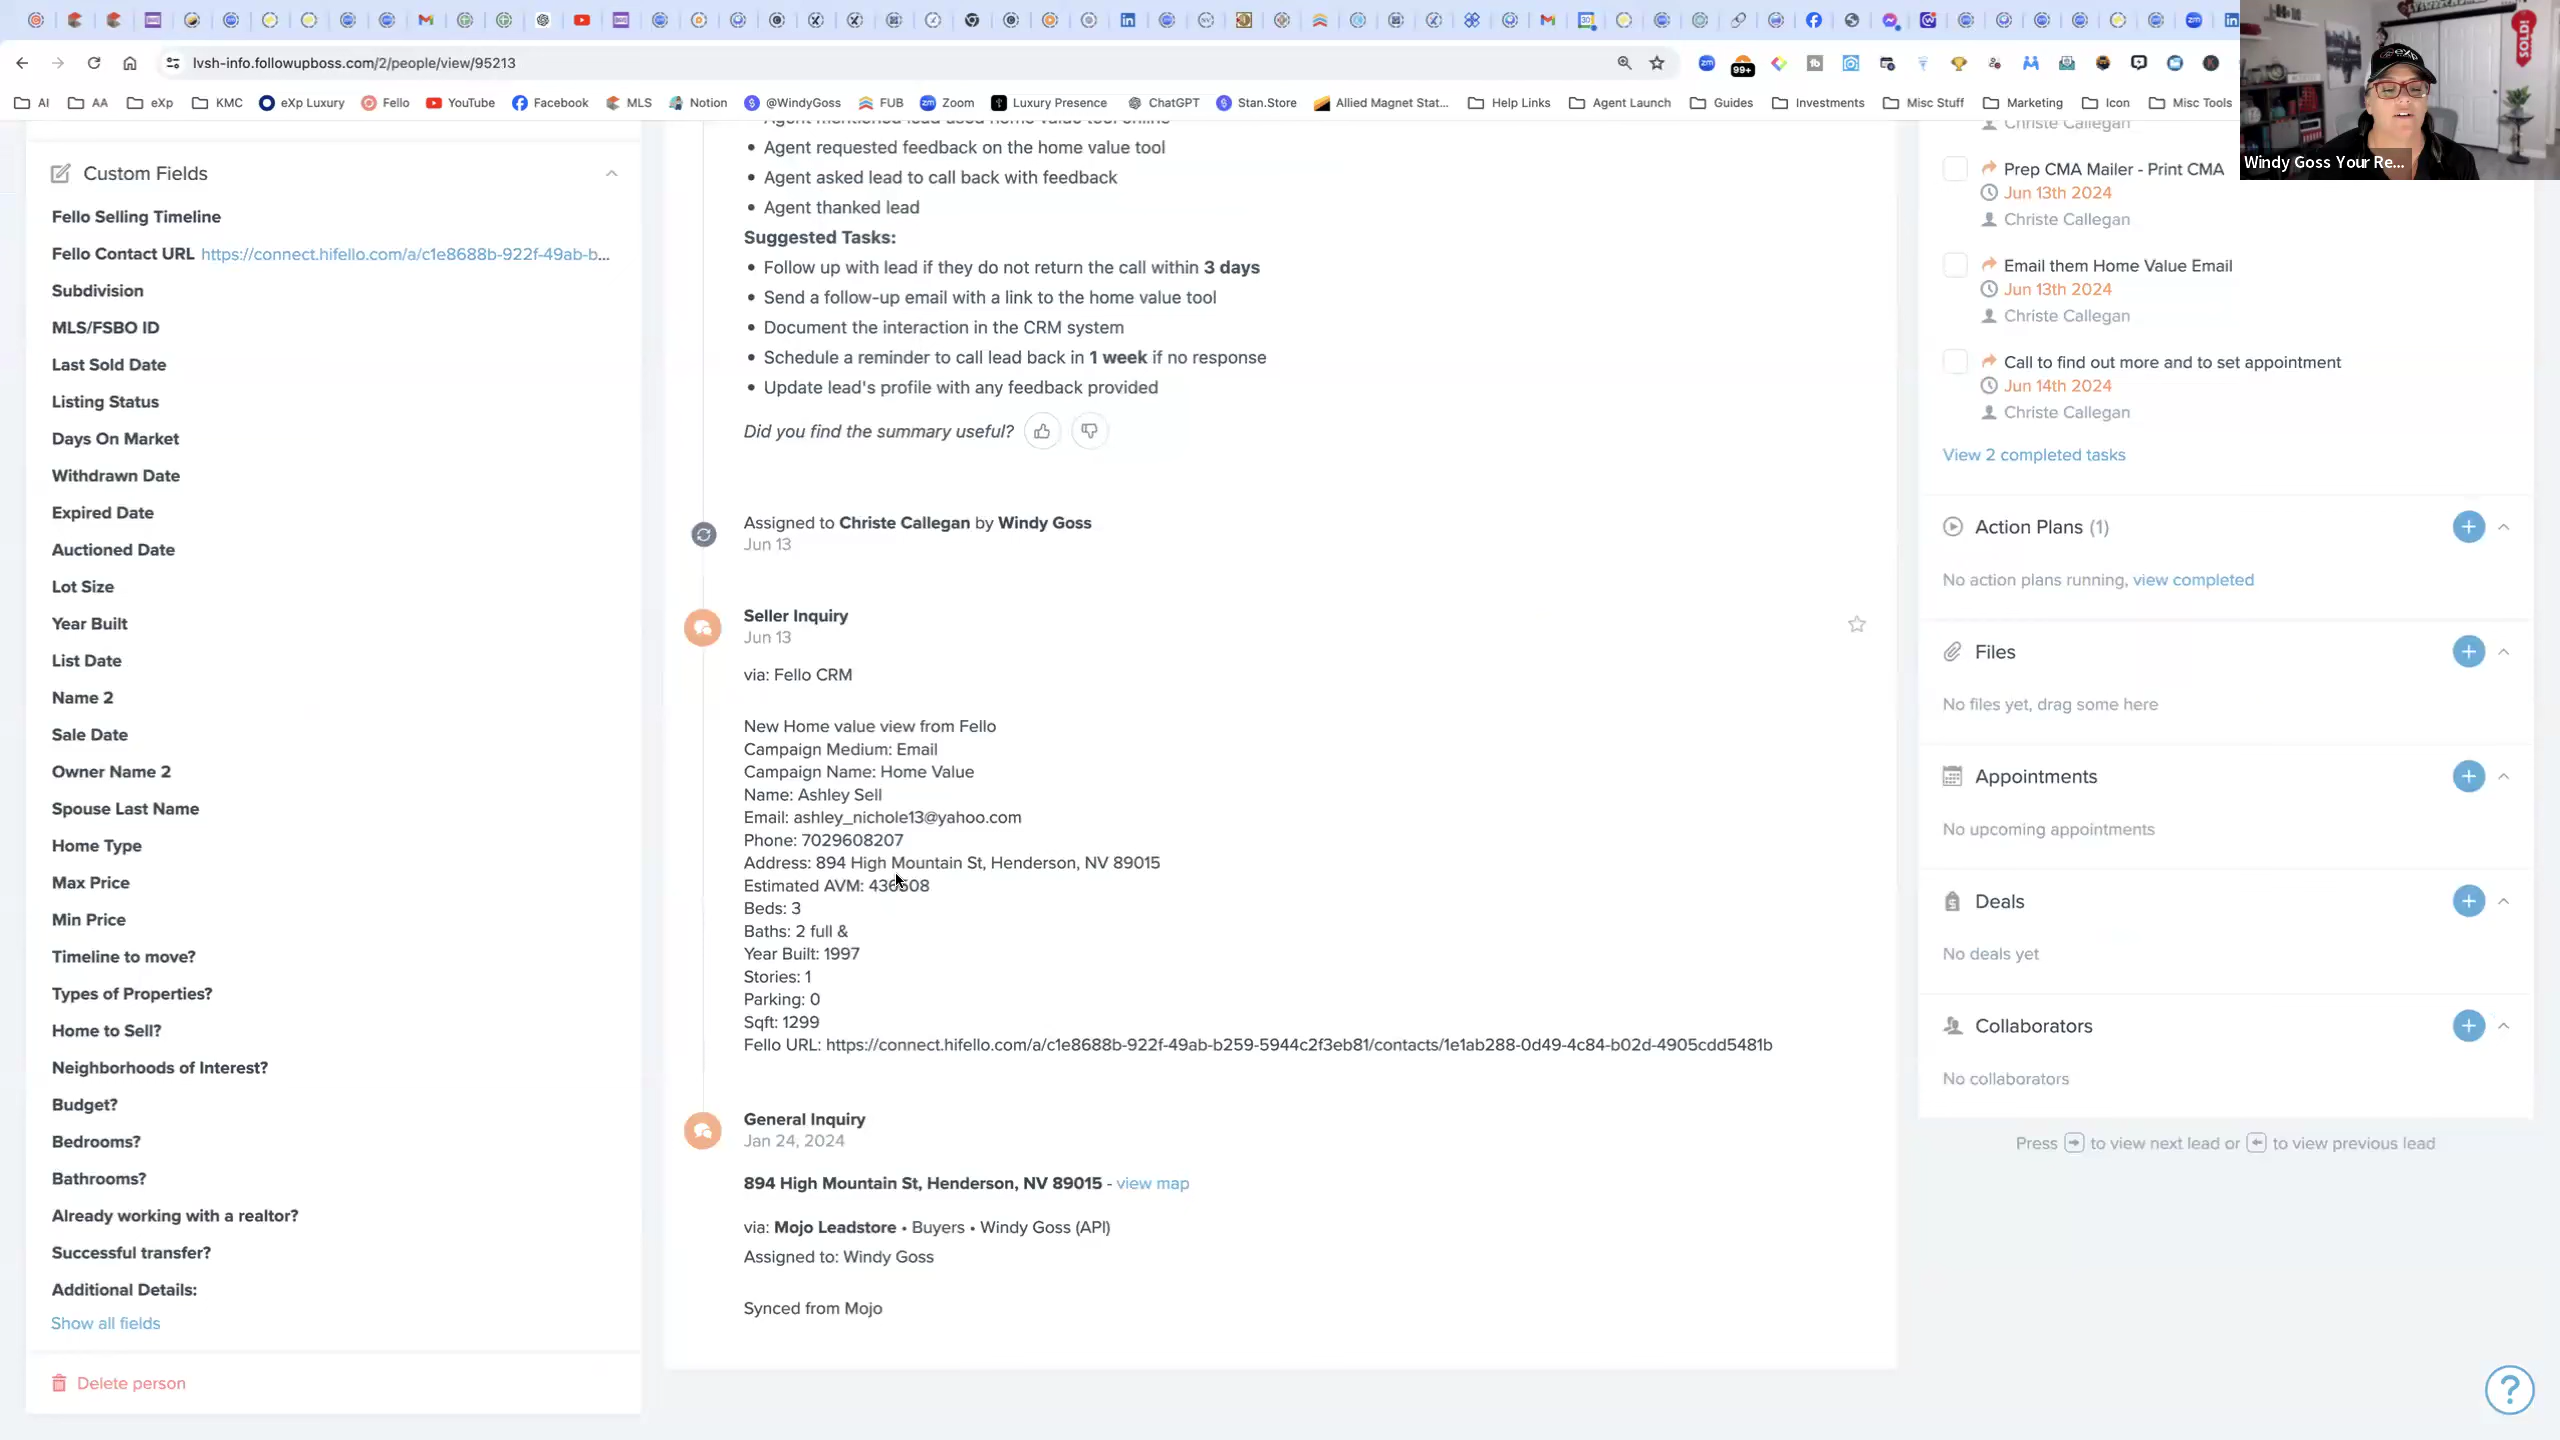 lvsh-info.followupboss.com/2/people/view/95213
99+
AI
AA
eXp
KMC
eXp Luxury
Fello
YouTube
Facebook
MLS
Notion
@WindyGoss
FUB
Zoom
Luxury Presence
ChatGPT
Stan.Store
Allied Magnet Stat...
Help Links
Agent Launch
Guides
Investments
Misc Stuff
Marketing
Icon
Misc Tools
SOLD!
Windy Goss Your Re...
Custom Fields
Fello Selling Timeline
Fello Contact URL https://connect.hifello.com/a/c1e8688b-922f-49ab-b...
Subdivision
MLS/FSBO ID
Last Sold Date
Listing Status
Days On Market
Withdrawn Date
Expired Date
Auctioned Date
Lot Size
Year Built
List Date
Name 2
Sale Date
Owner Name 2
Spouse Last Name
Home Type
Max Price
Min Price
Timeline to move?
Types of Properties?
Home to Sell?
Neighborhoods of Interest?
Budget?
Bedrooms?
Bathrooms?
Already working with a realtor?
Successful transfer?
Additional Details:
Show all fields
Delete person
Agent mentioned lead used home value tool online
• Agent requested feedback on the home value tool
• Agent asked lead to call back with feedback
• Agent thanked lead
Suggested Tasks:
• Follow up with lead if they do not return the call within 3 days
• Send a follow-up email with a link to the home value tool
• Document the interaction in the CRM system
• Schedule a reminder to call lead back in 1 week if no response
• Update lead's profile with any feedback provided
Did you find the summary useful?
Assigned to Christe Callegan by Windy Goss
Jun 13
Seller Inquiry
Jun 13
via: Fello CRM
New Home value view from Fello
Campaign Medium: Email
Campaign Name: Home Value
Name: Ashley Sell
Email: ashley_nichole13@yahoo.com
Phone: 7029608207
Address: 894 High Mountain St, Henderson, NV 89015
Estimated AVM:
Beds: 3
Baths: 2 full &
Year Built: 1997
Stories: 1
Parking: 0
Sqft: 1299
Fello URL: https://connect.hifello.com/a/c1e8688b-922f-49ab-b259-5944c2f3eb81/contacts/1e1ab288-0d49-4c84-b02d-4905cdd5481b
General Inquiry
Jan 24, 2024
894 High Mountain St, Henderson, NV 89015 - view map
via: Mojo Leadstore • Buyers • Windy Goss (API)
Assigned to: Windy Goss
Synced from Mojo
Christe Callegan
Prep CMA Mailer - Print CMA
Jun 13th 2024
Christe Callegan
Email them Home Value Email
Jun 13th 2024
Christe Callegan
Call to find out more and to set appointment
Jun 14th 2024
Christe Callegan
View 2 completed tasks
Action Plans (1)
No action plans running, view completed
Files
No files yet, drag some here
Appointments
No upcoming appointments
Deals
No deals yet
Collaborators
No collaborators
Press → to view next lead or ← to view previous lead
?